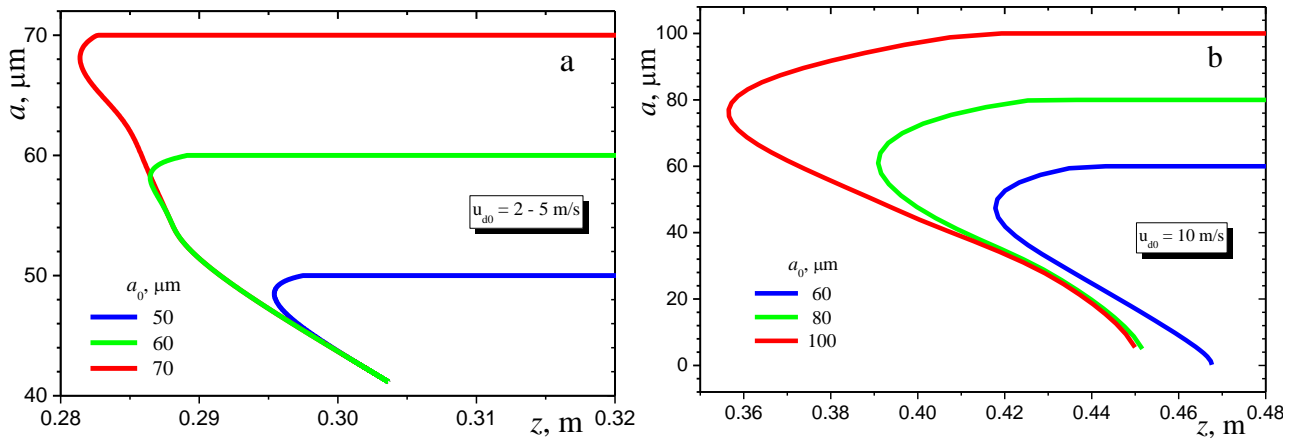 a
a, μm
70
60
50
40
u_d0 = 2 - 5 m/s
a_0, μm
50
60
70
0.28
0.29
0.30
0.31
0.32
z, m
b
a, μm
100
80
60
40
20
0
u_d0 = 10 m/s
a_0, μm
60
80
100
0.36
0.38
0.40
0.42
0.44
0.46
0.48
z, m